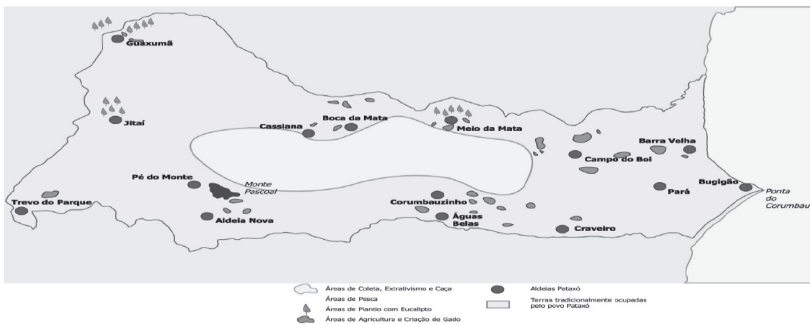 Guaxumã
Jitaí
Cassiana
Boca da Mata
Meio da Mata
Barra Velha
Campo do Boi
Pé do Monte
Monte
Pascoal
Trevo do Parque
Aldeia Nova
Corumbauzinho
Águas
Belas
Craveiro
Pará
Bugigão
Ponta
do
Corumbau
Áreas de Coleta, Extrativismo e Caça
Áreas de Pesca
Áreas de Plantio com Eucalipto
Áreas de Agricultura e Criação de Gado
Aldeias Pataxó
Terras tradicionalmente ocupadas
pelo povo Pataxó